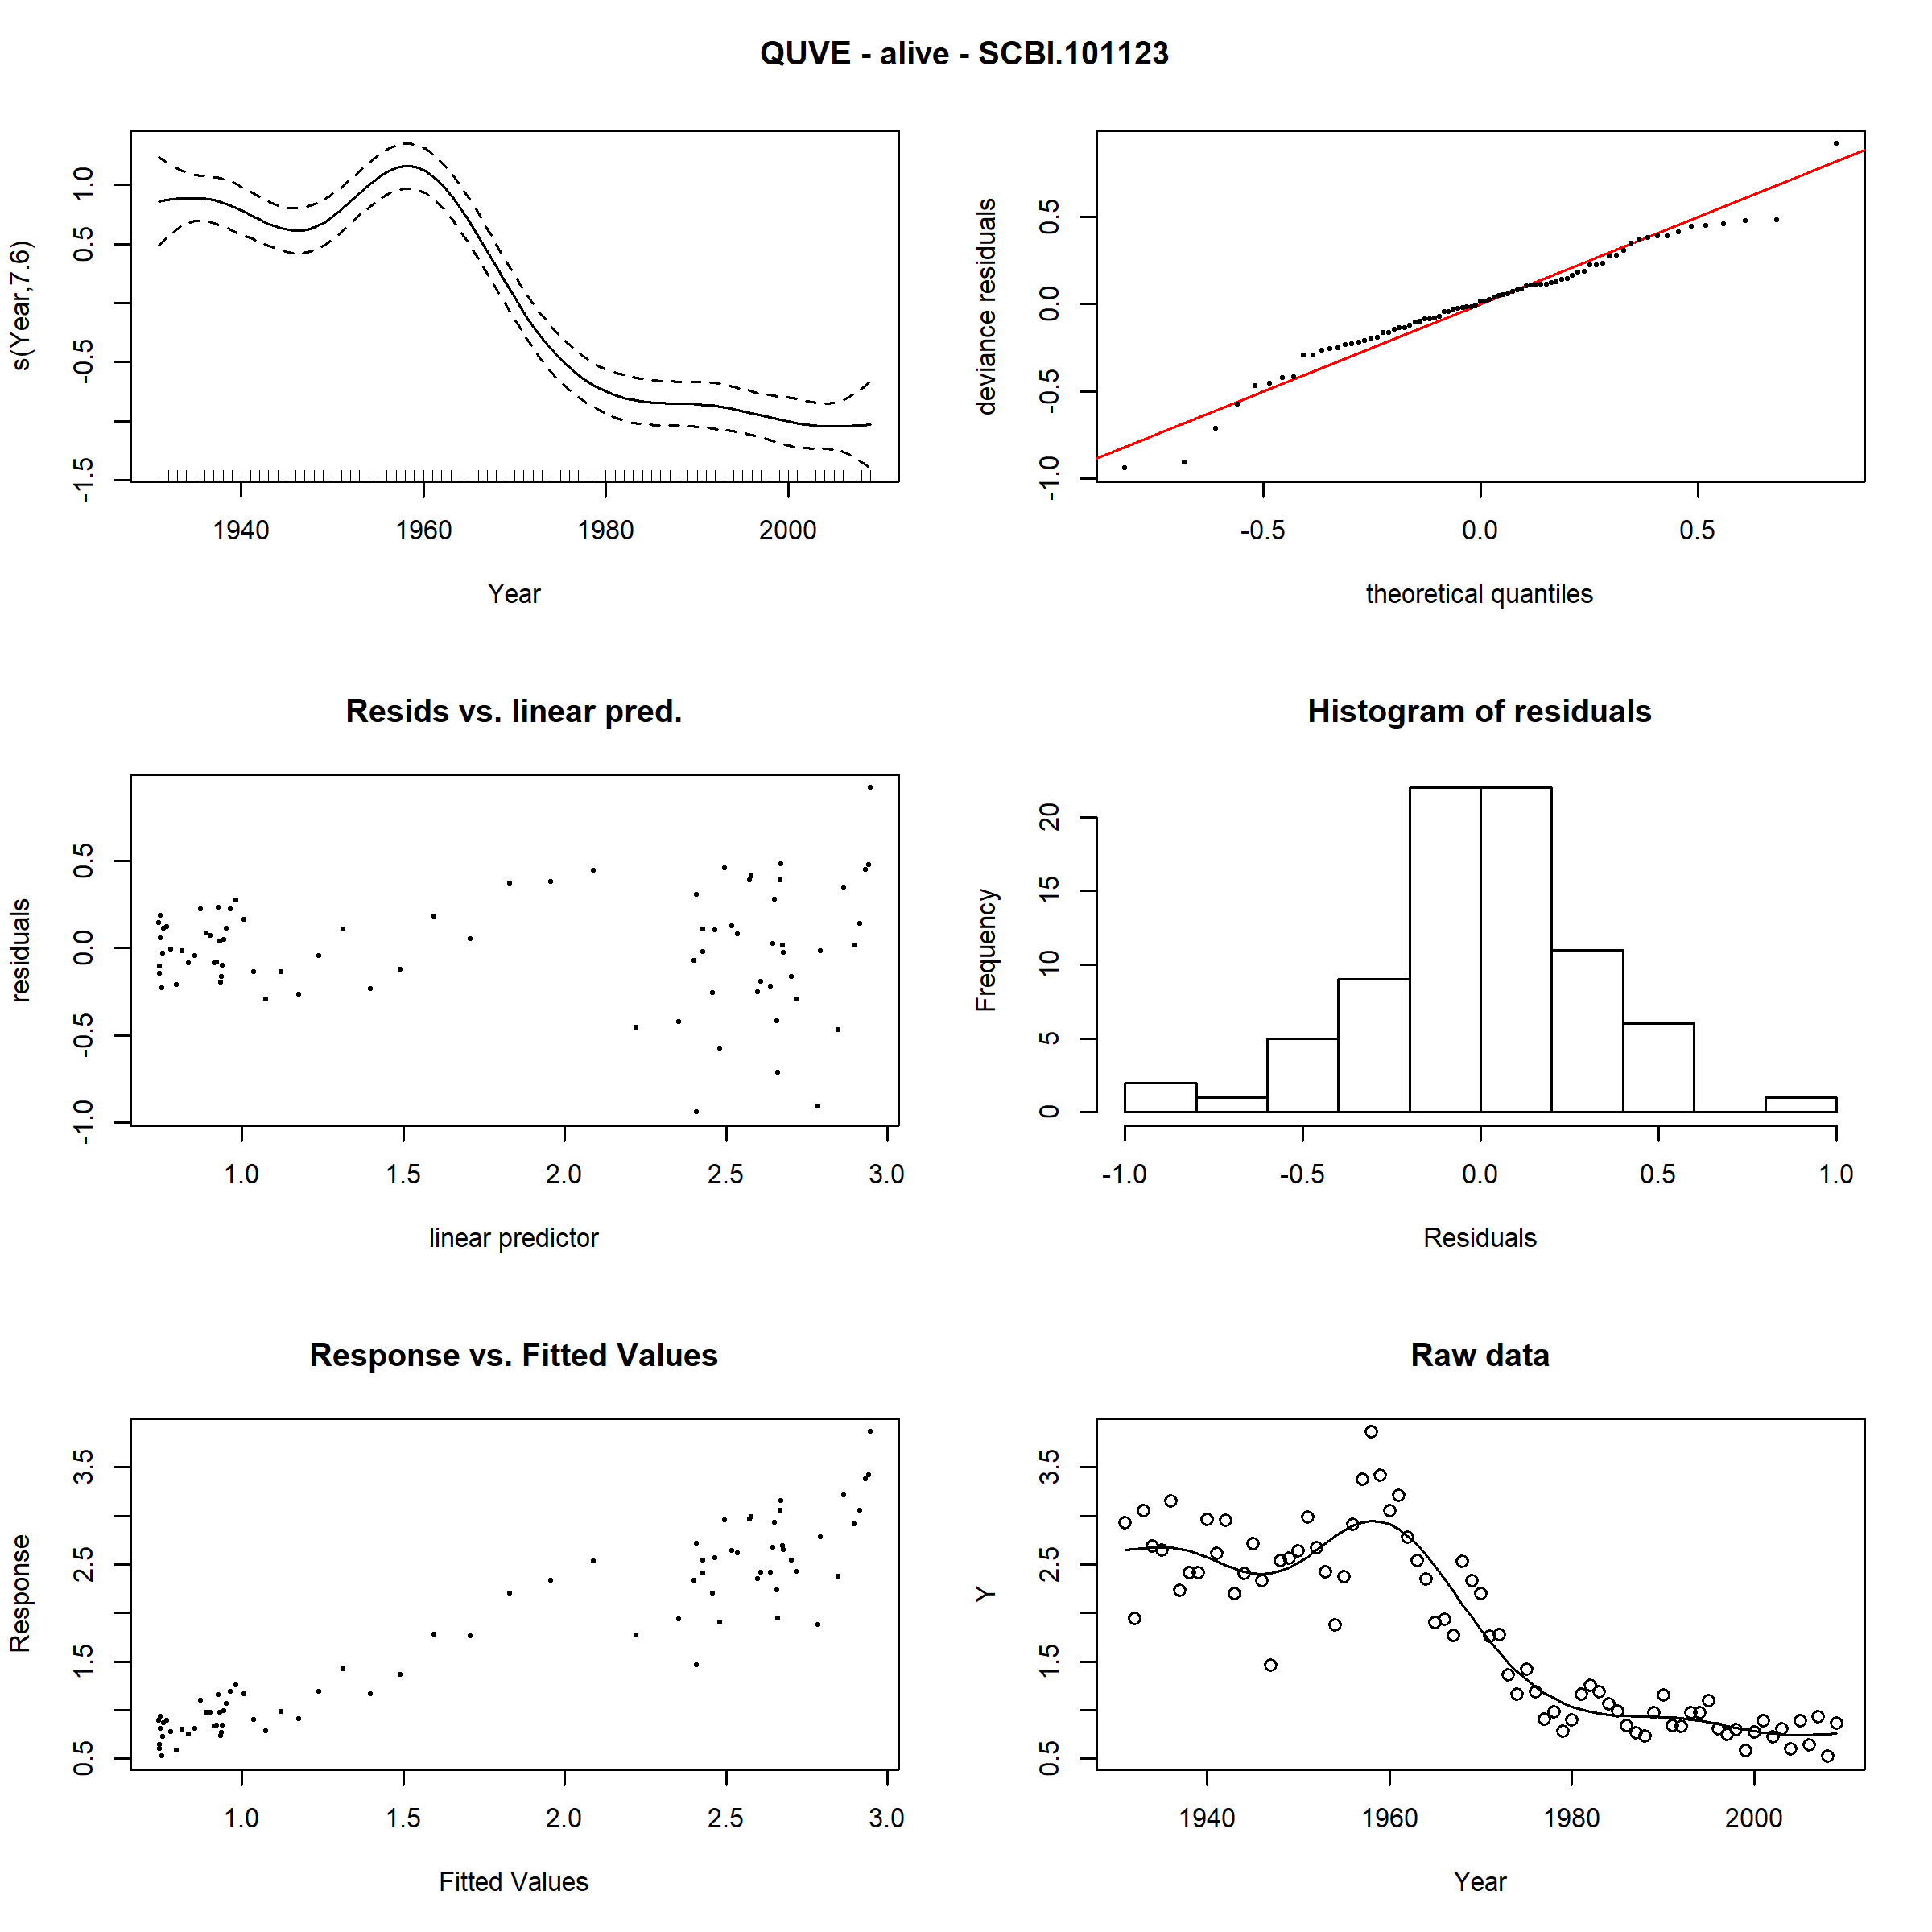 QUVE - alive - SCBI.101123
s(Year,7.6)
1.0
0.5
-0.5
-1.5
1940 1960 1980 2000
Year
deviance residuals
0.5
0.0
-0.5
-1.0
-0.5 0.0 0.5
theoretical quantiles
Resids vs. linear pred.
residuals
0.5
0.0
-0.5
-1.0
1.0 1.5 2.0 2.5 3.0
linear predictor
Histogram of residuals
Frequency
20
15
10
5
0
-1.0 -0.5 0.0 0.5 1.0
Residuals
Response vs. Fitted Values
Response
3.5
2.5
1.5
0.5
1.0 1.5 2.0 2.5 3.0
Fitted Values
Raw data
Y
3.5
2.5
1.5
0.5
1940 1960 1980 2000
Year